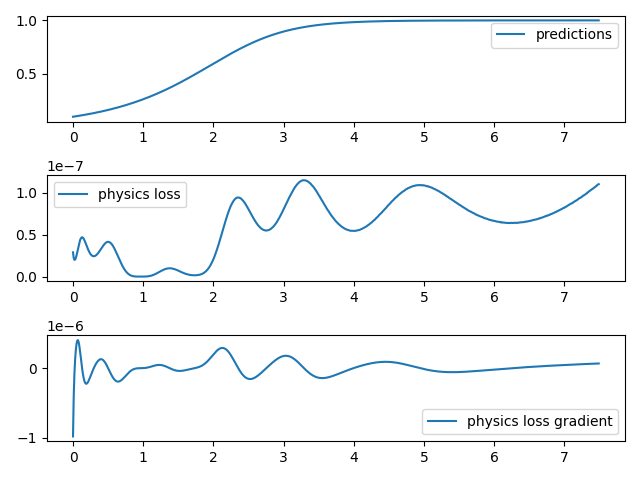 1.0
predictions
0.5
0 1 2 3 4 5 6 7
1e−7
physics loss
1.0
0.5
0.0
0 1 2 3 4 5 6 7
1e−6
0
physics loss gradient
−1
0 1 2 3 4 5 6 7